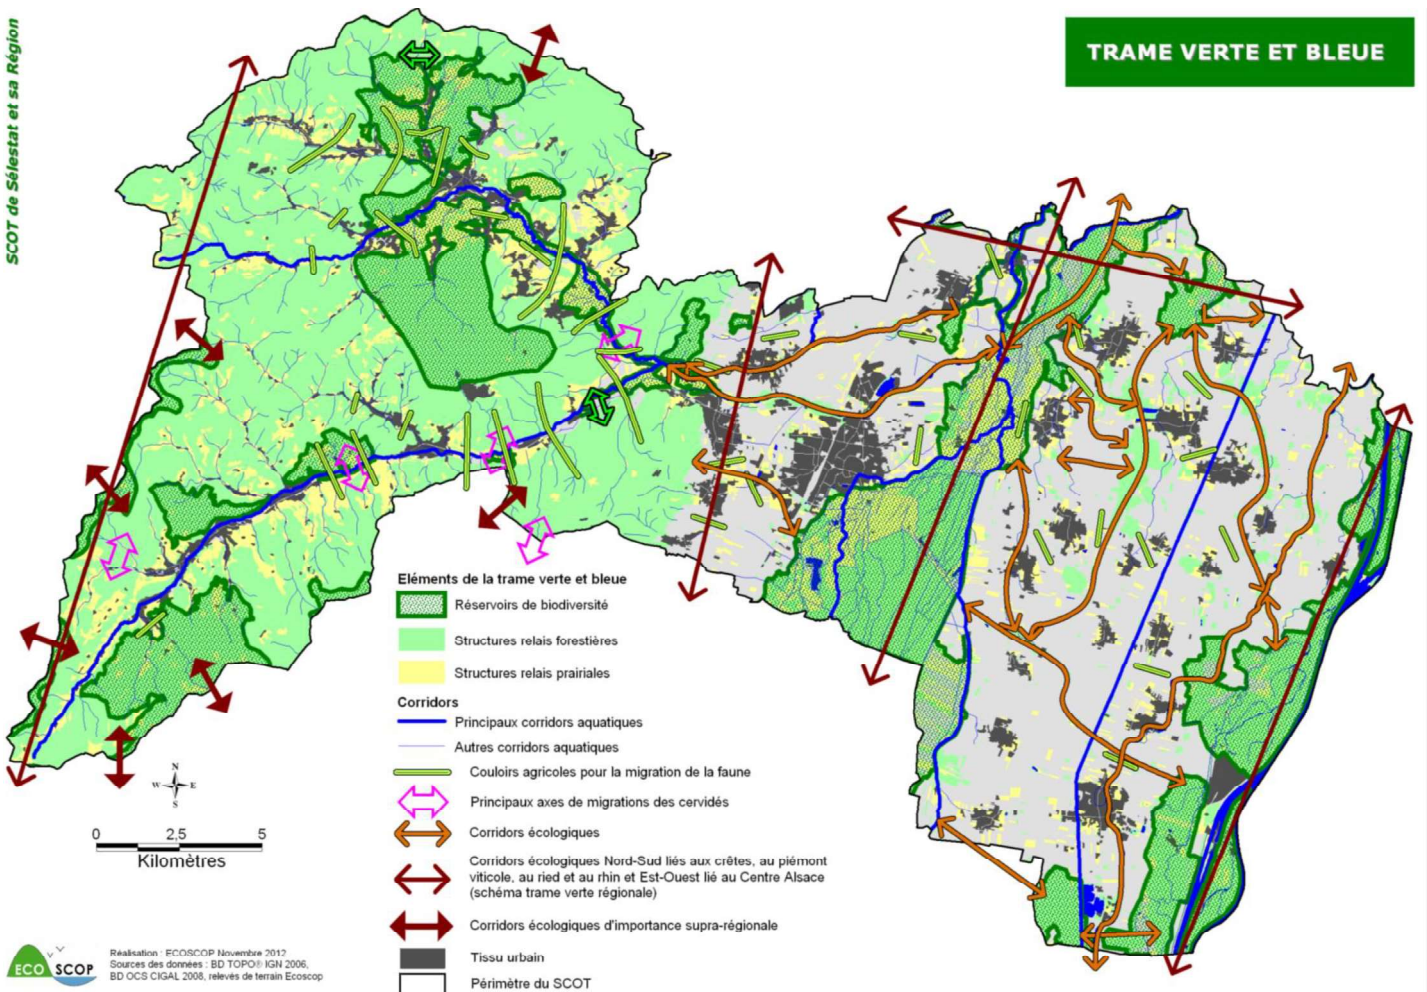 SCOT de Sélestat et sa Région
TRAME VERTE ET BLEUE
Eléments de la trame verte et bleue
Réservoirs de biodiversité
Structures relais forestières
Structures relais prairiales
Corridors
Principaux corridors aquatiques
Autres corridors aquatiques
Couloirs agricoles pour la migration de la faune
Principaux axes de migrations des cervidés
Corridors écologiques
Corridors écologiques Nord-Sud liés aux crêtes, au piémont
viticole, au ried et au rhin et Est-Ouest lié au Centre Alsace
(schéma trame verte régionale)
Corridors écologiques d'importance supra-régionale
Tissu urbain
Périmètre du SCOT
N
W E
S
0 2,5 5
Kilomètres
ECO SCOP
Réalisation : ECOSCOP Novembre 2012
Sources des données : BD TOPO® IGN 2006,
BD OCS CIGAL 2008, relevés de terrain Ecoscop